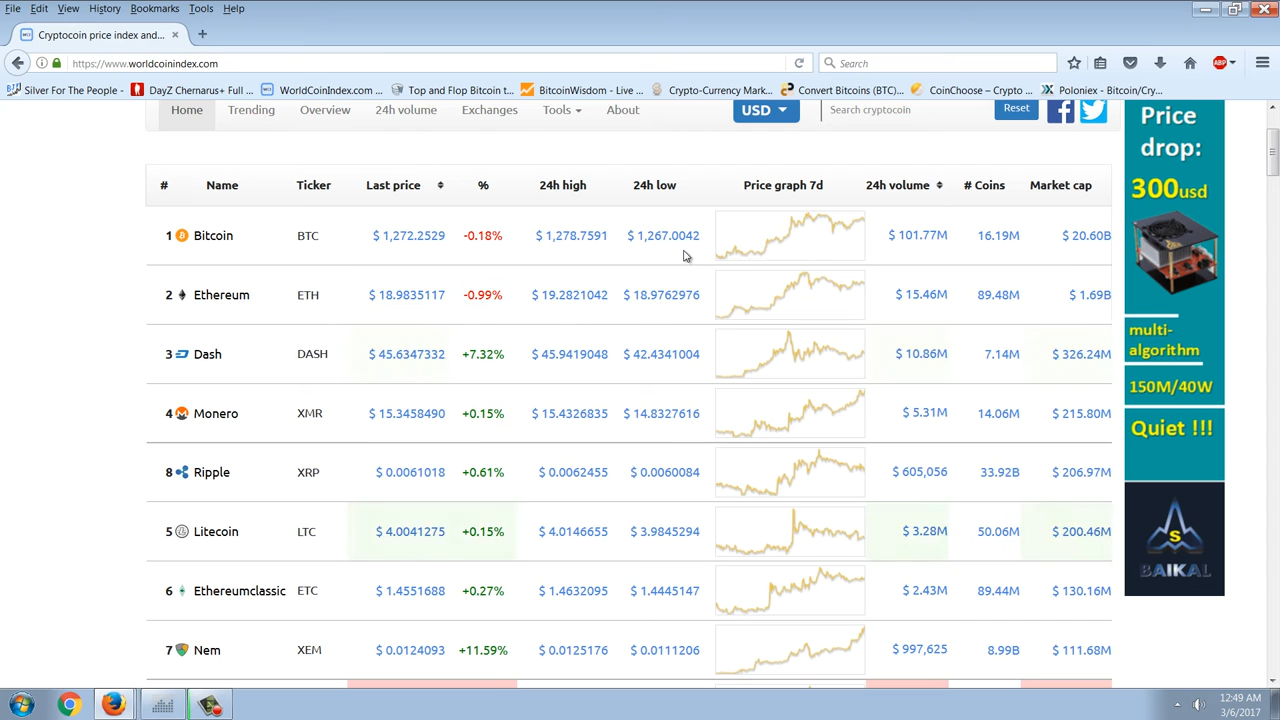 File Edit View History Bookmarks Tools Help
Cryptocoin price index and...
https://www.worldcoinindex.com
Search
Silver For The People - ... DayZ Chernarus+ Full ... WorldCoinIndex.com ... Top and Flop Bitcoin t... BitcoinWisdom - Live ... Crypto-Currency Mark... Convert Bitcoins (BTC)... CoinChoose – Crypto ... Poloniex - Bitcoin/Cry...
Home Trending Overview 24h volume Exchanges Tools About USD Search cryptocoin Reset
# Name Ticker Last price % 24h high 24h low Price graph 7d 24h volume # Coins Market cap
1 Bitcoin BTC $ 1,272.2529 -0.18% $ 1,278.7591 $ 1,267.0042 $ 101.77M 16.19M $ 20.60B
2 Ethereum ETH $ 18.9835117 -0.99% $ 19.2821042 $ 18.9762976 $ 15.46M 89.48M $ 1.69B
3 Dash DASH $ 45.6347332 +7.32% $ 45.9419048 $ 42.4341004 $ 10.86M 7.14M $ 326.24M
4 Monero XMR $ 15.3458490 +0.15% $ 15.4326835 $ 14.8327616 $ 5.31M 14.06M $ 215.80M
8 Ripple XRP $ 0.0061018 +0.61% $ 0.0062455 $ 0.0060084 $ 605,056 33.92B $ 206.97M
5 Litecoin LTC $ 4.0041275 +0.15% $ 4.0146655 $ 3.9845294 $ 3.28M 50.06M $ 200.46M
6 Ethereumclassic ETC $ 1.4551688 +0.27% $ 1.4632095 $ 1.4445147 $ 2.43M 89.44M $ 130.16M
7 Nem XEM $ 0.0124093 +11.59% $ 0.0125176 $ 0.0111206 $ 997,625 8.99B $ 111.68M
Price
drop:
300usd
multi-
algorithm
150M/40W
Quiet !!!
S
BAIKAL
ABP
12:49 AM
3/6/2017